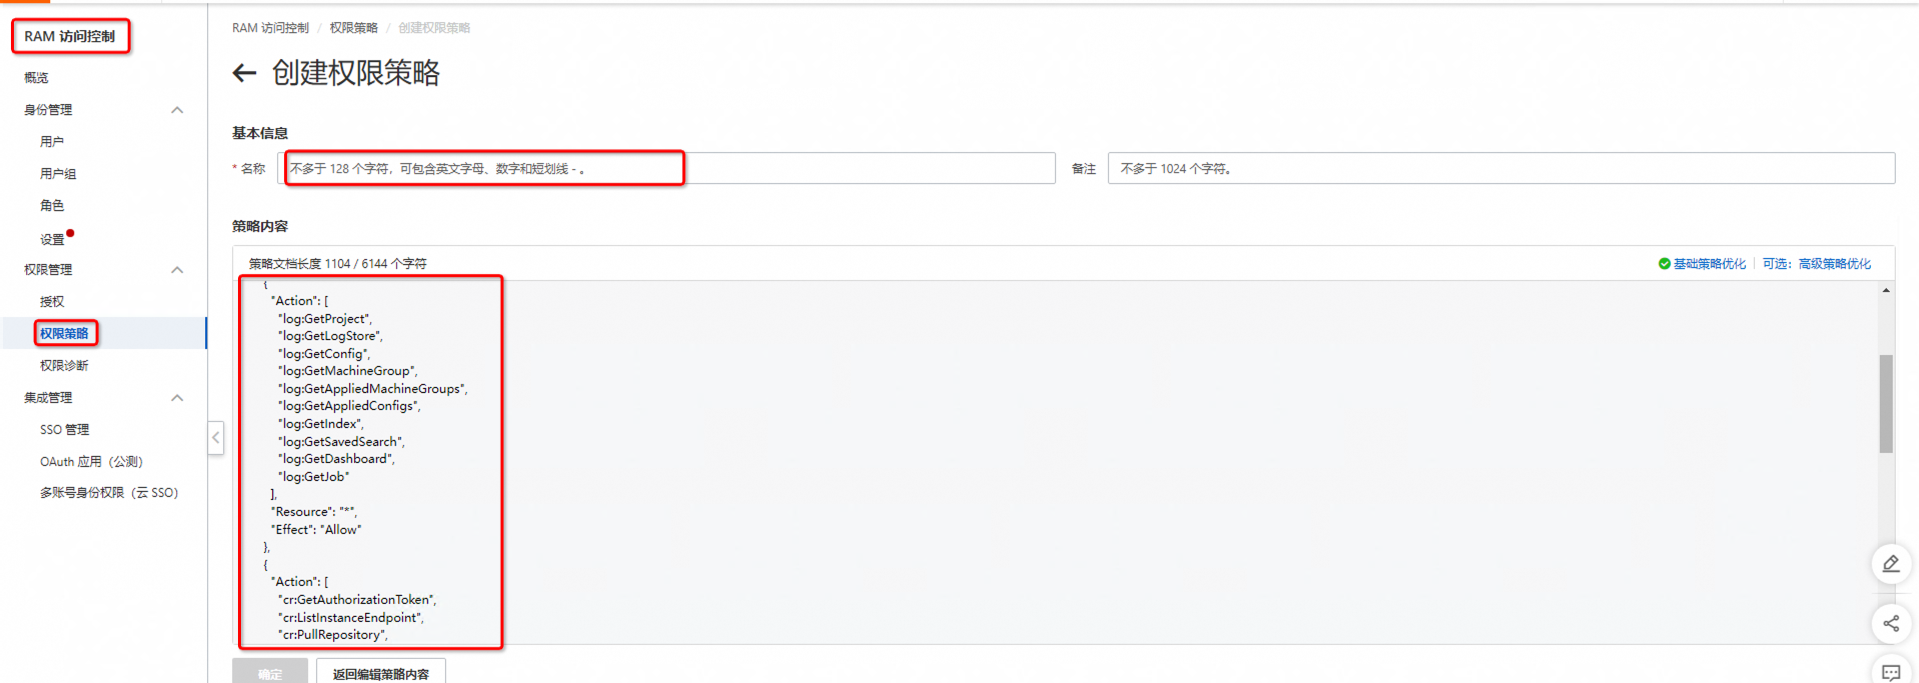 RAM 访问控制
概览
身份管理
用户
用户组
角色
设置
权限管理
授权
权限策略
权限诊断
集成管理
SSO 管理
OAuth 应用（公测）
多账号身份权限（云 SSO）
RAM 访问控制 / 权限策略 / 创建权限策略
← 创建权限策略
基本信息
* 名称 不多于 128 个字符，可包含英文字母、数字和短划线 - 。 备注 不多于 1024 个字符。
策略内容
策略文档长度 1104 / 6144 个字符 基础策略优化 可选：高级策略优化
{
"Action": [
"log:GetProject",
"log:GetLogStore",
"log:GetConfig",
"log:GetMachineGroup",
"log:GetAppliedMachineGroups",
"log:GetAppliedConfigs",
"log:GetIndex",
"log:GetSavedSearch",
"log:GetDashboard",
"log:GetJob"
],
"Resource": "*",
"Effect": "Allow"
},
{
"Action": [
"cr:GetAuthorizationToken",
"cr:ListInstanceEndpoint",
"cr:PullRepository",
确定 返回编辑策略内容